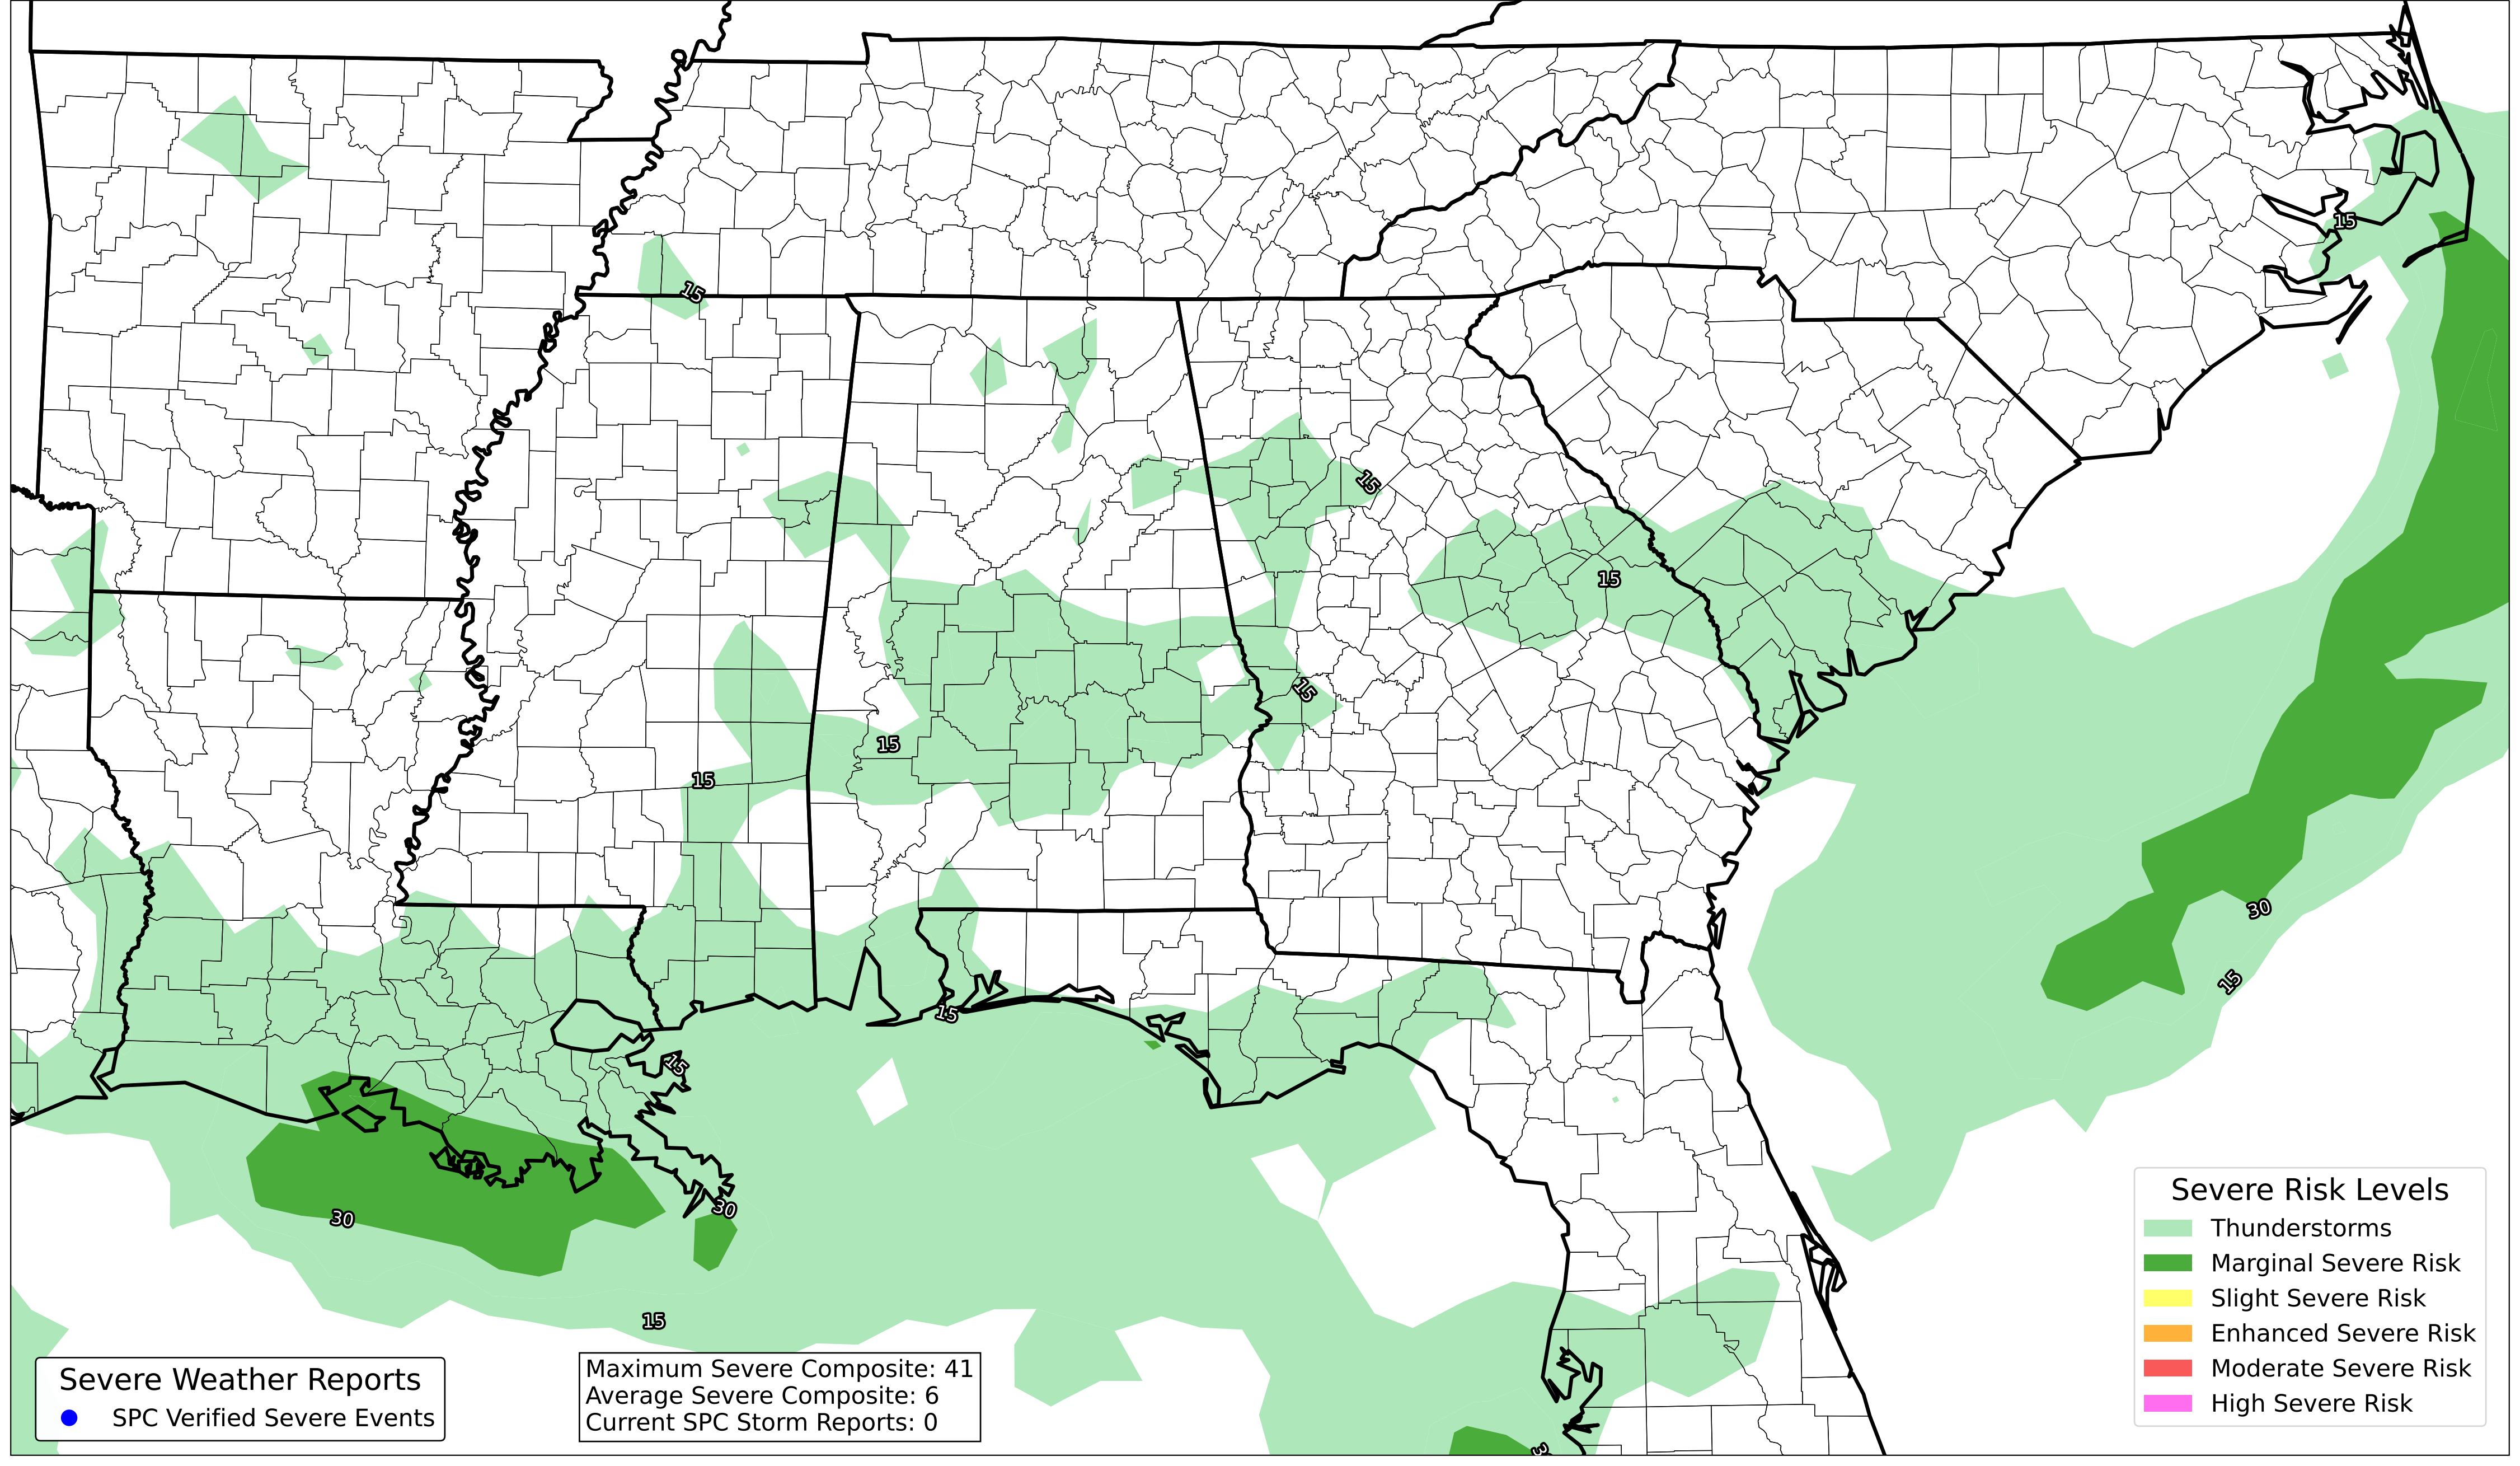 15
15
15
15
15
15
15
15
30
15
15
15
30
30
15
Severe Risk Levels
Thunderstorms
Marginal Severe Risk
Slight Severe Risk
Enhanced Severe Risk
Moderate Severe Risk
High Severe Risk
Severe Weather Reports
SPC Verified Severe Events
Maximum Severe Composite: 41
Average Severe Composite: 6
Current SPC Storm Reports: 0